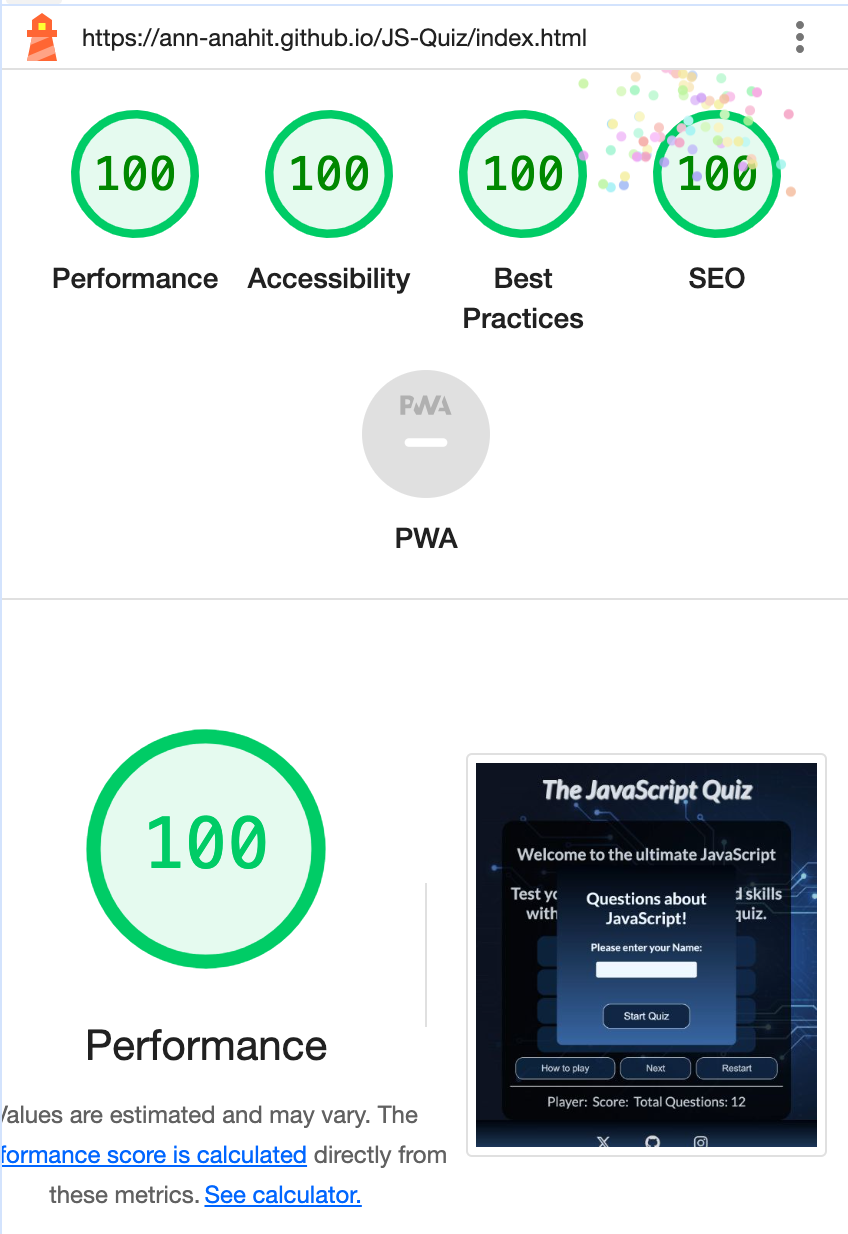 https://ann-anahit.github.io/JS-Quiz/index.html
100
100
100
100
Performance
Accessibility
Best
Practices
SEO
PWA
PWA
100
Performance
Values are estimated and may vary. The
formance score is calculated directly from
these metrics. See calculator.
The JavaScript Quiz
Welcome to the ultimate JavaScript
Test yo
d skills
with
quiz.
Questions about
JavaScript!
Please enter your Name:
Start Quiz
How to play
Next
Restart
Player: Score: Total Questions: 12